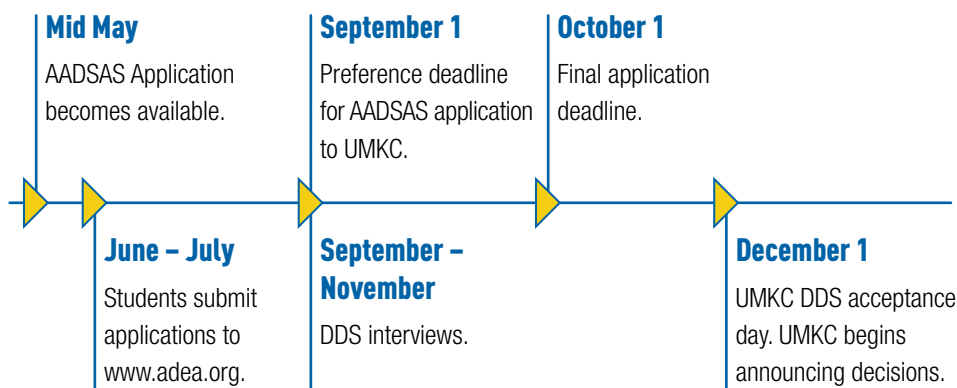 Mid May
AADSAS Application
becomes available.
June – July
Students submit
applications to
www.adea.org.
September 1
Preference deadline
for AADSAS application
to UMKC.
September –
November
DDS interviews.
October 1
Final application
deadline.
December 1
UMKC DDS acceptance
day. UMKC begins
announcing decisions.